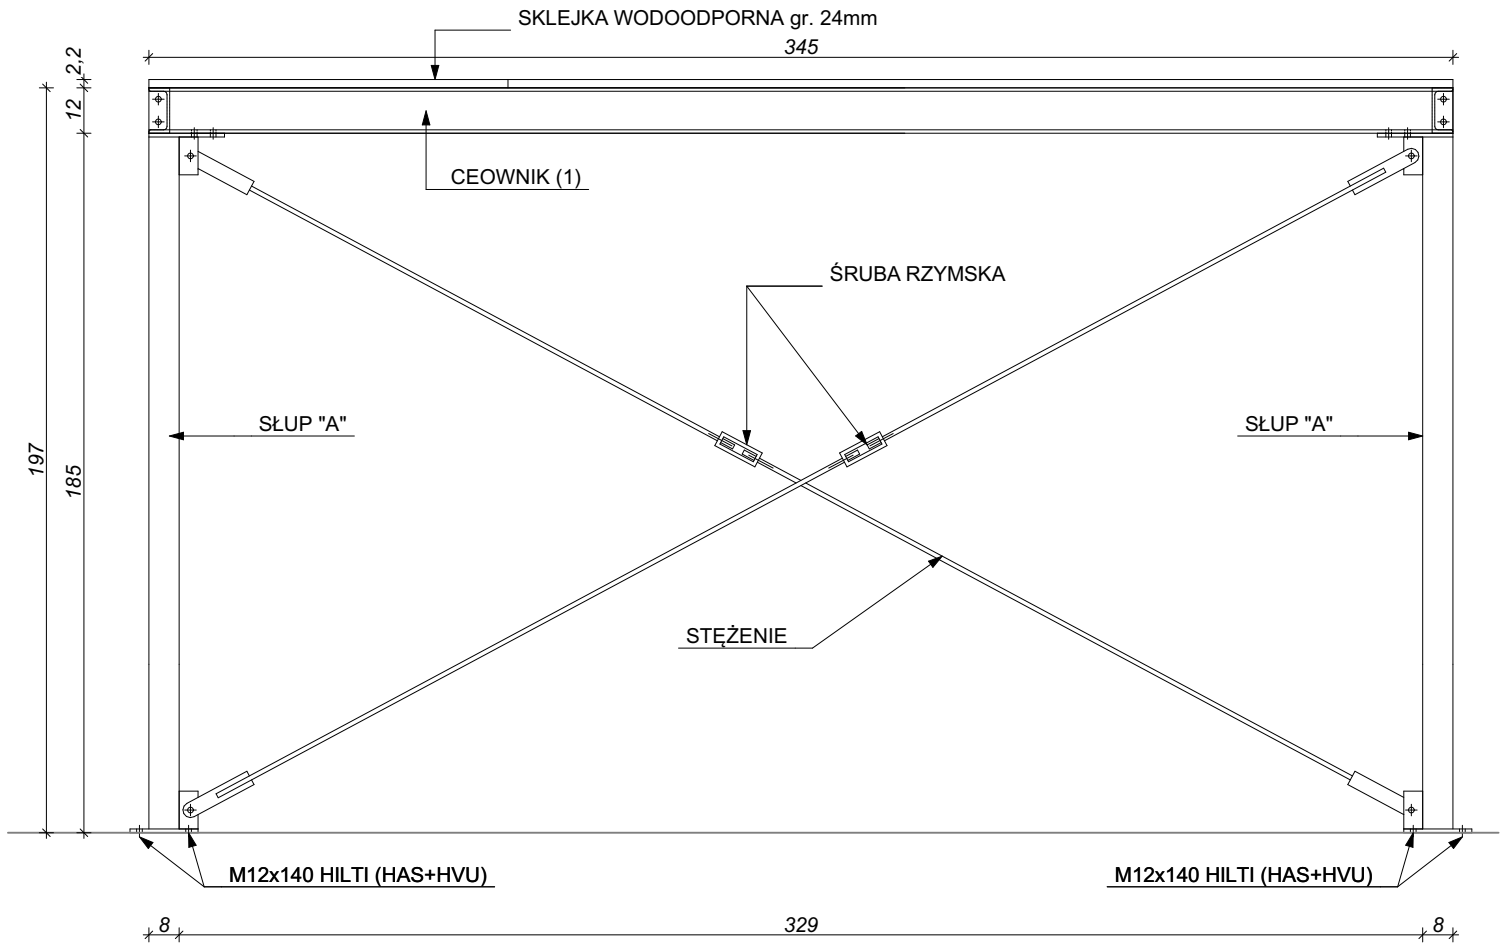 SKLEJKA WODOODPORNA gr. 24mm
345
2,2
12
CEOWNIK (1)
ŚRUBA RZYMSKA
SŁUP "A"
SŁUP "A"
197
185
STĘŻENIE
M12x140 HILTI (HAS+HVU)
M12x140 HILTI (HAS+HVU)
8
329
8